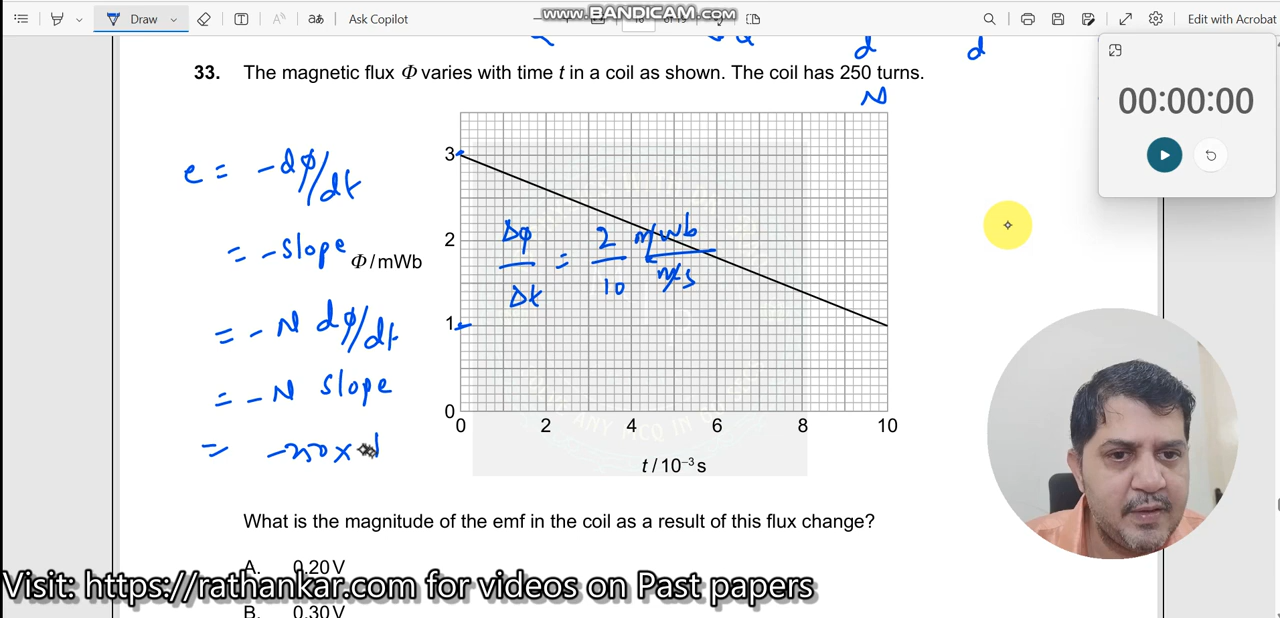 Draw
Ask Copilot
www.BANDICAM.com
Edit with Acrobat
00:00:00
d d
33. The magnetic flux Φ varies with time t in a coil as shown. The coil has 250 turns.
N
e = -dφ/dt
= -slope
= -N dφ/dt
= -N slope
Φ/mWb
3
2
1
0
Δφ/Δt = 2/10 mWb/ms
0 2 4 6 8 10
t / 10⁻³ s
What is the magnitude of the emf in the coil as a result of this flux change?
A. 0.20 V
Visit: https://rathankar.com for videos on Past papers
B. 0.30 V